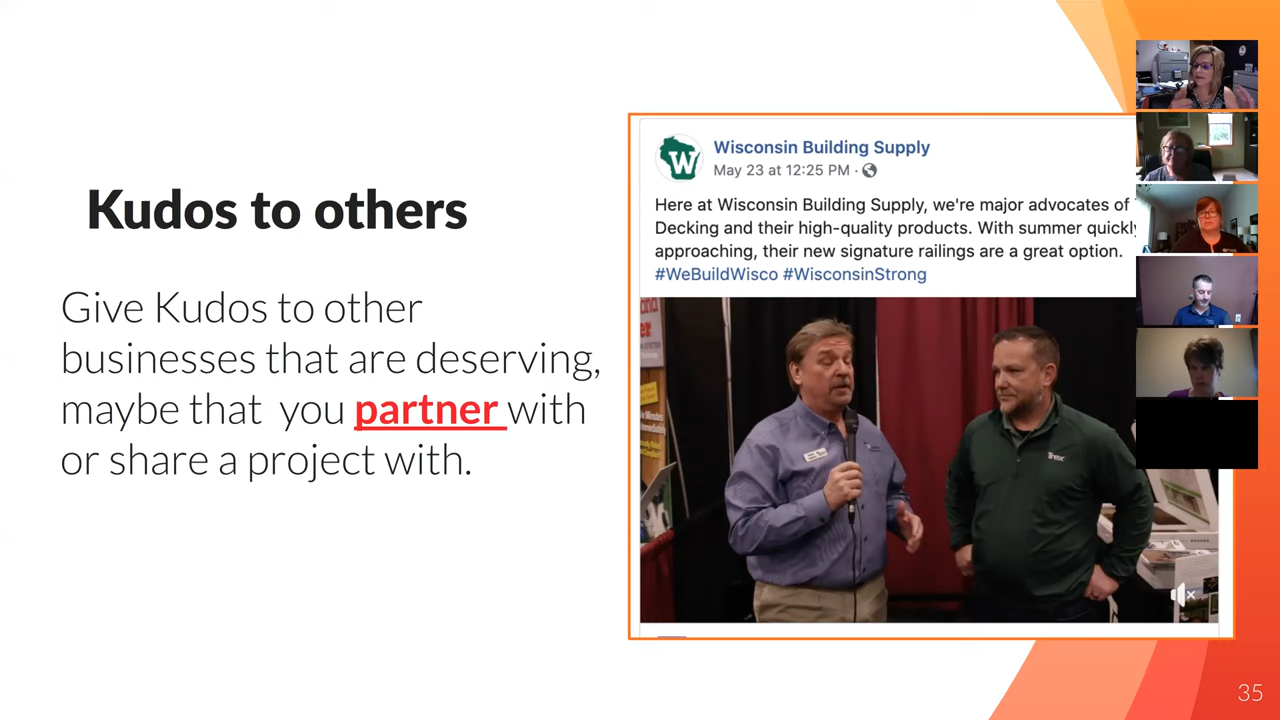 Kudos to others
Give Kudos to other
businesses that are deserving,
maybe that you partner with
or share a project with.
Wisconsin Building Supply
May 23 at 12:25 PM ·
Here at Wisconsin Building Supply, we're major advocates of
Decking and their high-quality products. With summer quickly
approaching, their new signature railings are a great option.
#WeBuildWisco #WisconsinStrong
W
Trex
35